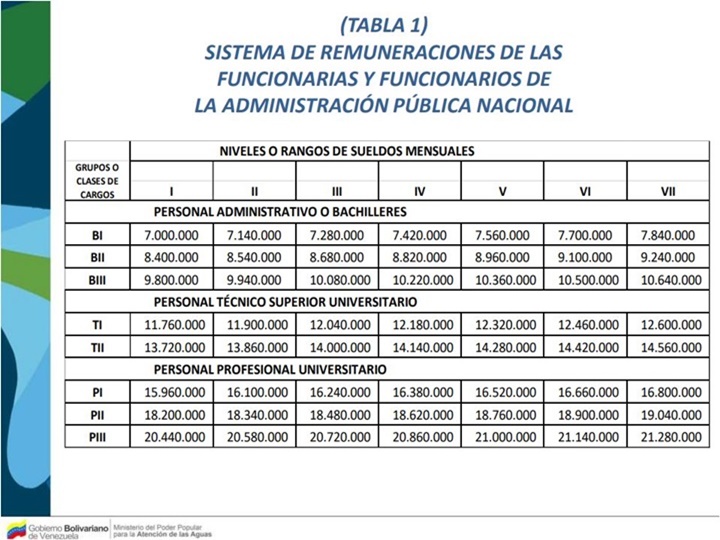 (TABLA 1)
SISTEMA DE REMUNERACIONES DE LAS
FUNCIONARIAS Y FUNCIONARIOS DE
LA ADMINISTRACIÓN PÚBLICA NACIONAL
NIVELES O RANGOS DE SUELDOS MENSUALES
GRUPOS O
CLASES DE
CARGOS I II III IV V VI VII
PERSONAL ADMINISTRATIVO O BACHILLERES
BI 7.000.000 7.140.000 7.280.000 7.420.000 7.560.000 7.700.000 7.840.000
BII 8.400.000 8.540.000 8.680.000 8.820.000 8.960.000 9.100.000 9.240.000
BIII 9.800.000 9.940.000 10.080.000 10.220.000 10.360.000 10.500.000 10.640.000
PERSONAL TÉCNICO SUPERIOR UNIVERSITARIO
TI 11.760.000 11.900.000 12.040.000 12.180.000 12.320.000 12.460.000 12.600.000
TII 13.720.000 13.860.000 14.000.000 14.140.000 14.280.000 14.420.000 14.560.000
PERSONAL PROFESIONAL UNIVERSITARIO
PI 15.960.000 16.100.000 16.240.000 16.380.000 16.520.000 16.660.000 16.800.000
PII 18.200.000 18.340.000 18.480.000 18.620.000 18.760.000 18.900.000 19.040.000
PIII 20.440.000 20.580.000 20.720.000 20.860.000 21.000.000 21.140.000 21.280.000
Gobierno Bolivariano
de Venezuela
Ministerio del Poder Popular
para la Atención de las Aguas